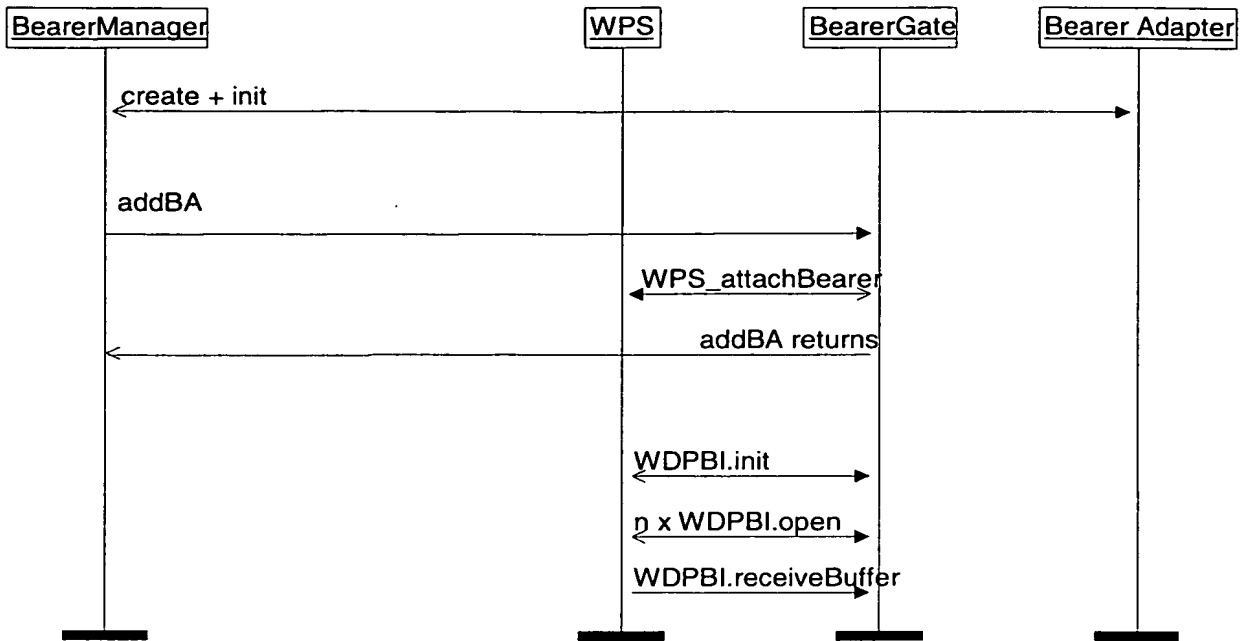 BearerManager
WPS
BearerGate
Bearer Adapter
create + init
addBA
WPS_attachBearer
addBA returns
WDPBI.init
n x WDPBI.open
WDPBI.receiveBuffer